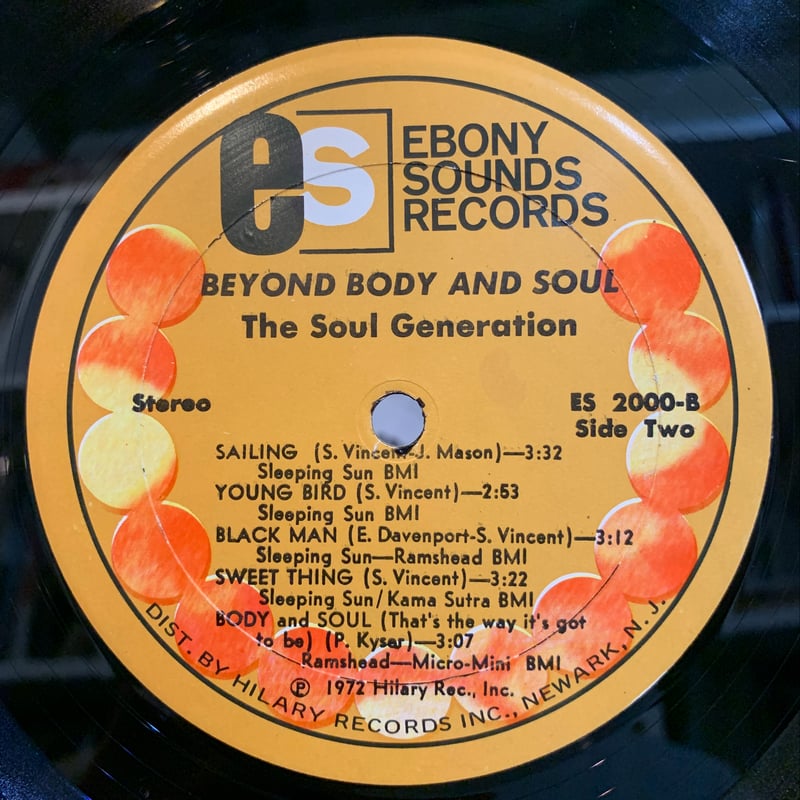 es EBONY
SOUNDS
RECORDS
BEYOND BODY AND SOUL
The Soul Generation
Stereo
ES 2000-B
Side Two
SAILING (S. Vincent-J. Mason)—3:32
Sleeping Sun BMI
YOUNG BIRD (S. Vincent)—2:53
Sleeping Sun BMI
BLACK MAN (E. Davenport-S. Vincent)—3:12
Sleeping Sun—Ramshead BMI
SWEET THING (S. Vincent)—3:22
Sleeping Sun/Kama Sutra BMI
BODY and SOUL (That's the way it's got
to be) (P. Kyser)—3:07
Ramshead—Micro-Mini BMI
℗ 1972 Hilary Rec., Inc.
DIST. BY HILARY RECORDS INC., NEWARK, N.J.